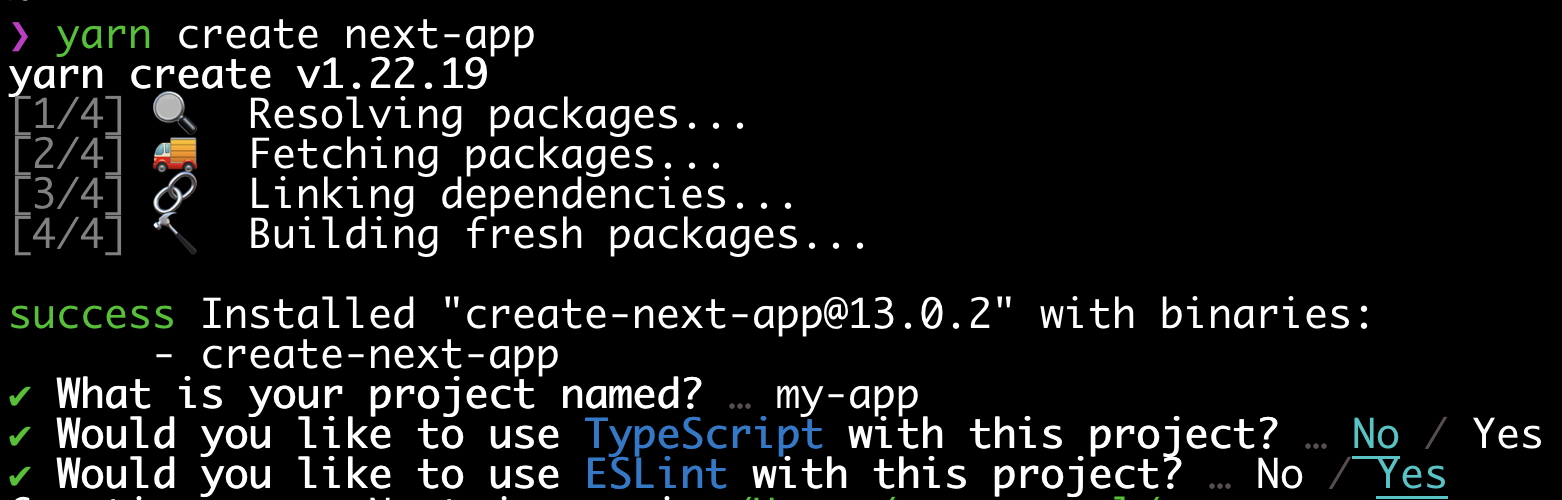 ❯ yarn create next-app
yarn create v1.22.19
[1/4] 🔍 Resolving packages...
[2/4] 🚚 Fetching packages...
[3/4] 🔗 Linking dependencies...
[4/4] 🔨 Building fresh packages...
success Installed "create-next-app@13.0.2" with binaries:
- create-next-app
✔ What is your project named? … my-app
✔ Would you like to use TypeScript with this project? … No / Yes
✔ Would you like to use ESLint with this project? … No / Yes